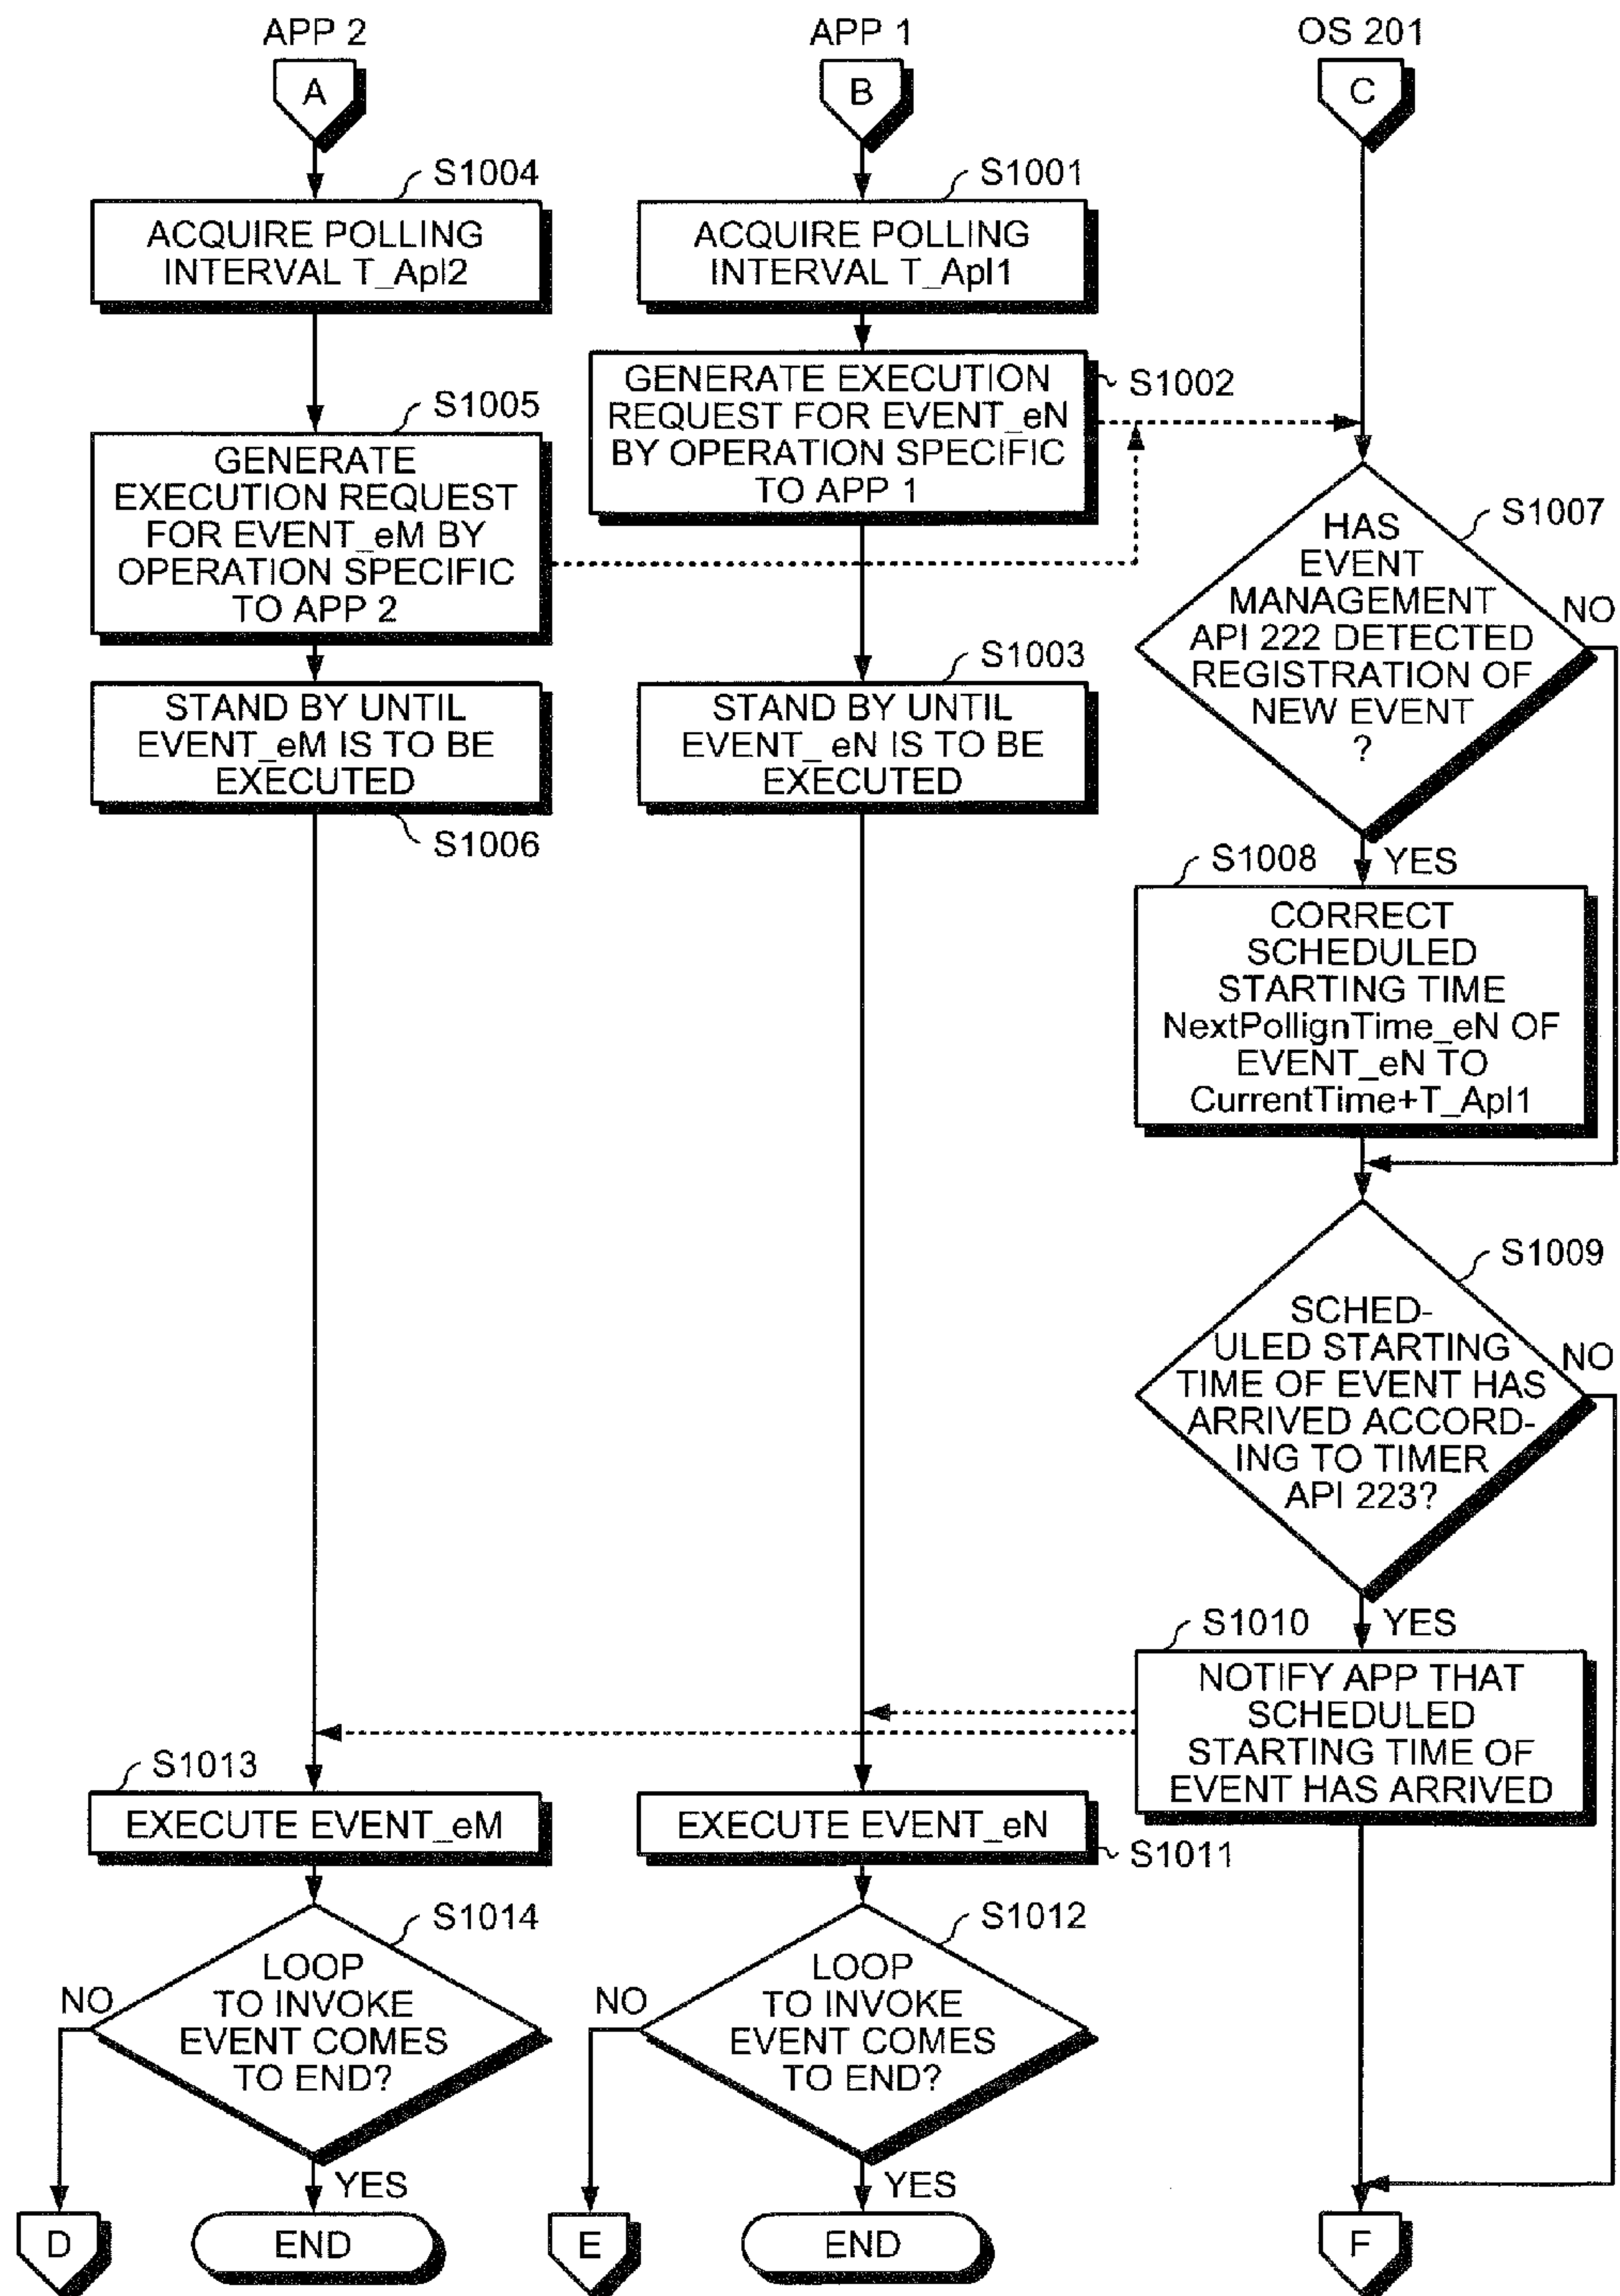 APP 2
A
S1004
ACQUIRE POLLING
INTERVAL T_Apl2
S1005
GENERATE
EXECUTION REQUEST
FOR EVENT_eM BY
OPERATION SPECIFIC
TO APP 2
STAND BY UNTIL
EVENT_eM IS TO BE
EXECUTED
S1006
S1013
EXECUTE EVENT_eM
S1014
LOOP
TO INVOKE
EVENT COMES
TO END?
NO
YES
D
END
APP 1
B
S1001
ACQUIRE POLLING
INTERVAL T_Apl1
GENERATE EXECUTION
REQUEST FOR EVENT_eN
BY OPERATION SPECIFIC
TO APP 1
S1002
S1003
STAND BY UNTIL
EVENT_eN IS TO BE
EXECUTED
EXECUTE EVENT_eN
S1011
S1012
LOOP
TO INVOKE
EVENT COMES
TO END?
NO
YES
E
END
OS 201
C
S1007
HAS
EVENT
MANAGEMENT
API 222 DETECTED
REGISTRATION OF
NEW EVENT
?
NO
YES
S1008
CORRECT
SCHEDULED
STARTING TIME
NextPollignTime_eN OF
EVENT_eN TO
CurrentTime+T_Apl1
S1009
SCHED-
ULED STARTING
TIME OF EVENT HAS
ARRIVED ACCORD-
ING TO TIMER
API 223?
NO
YES
S1010
NOTIFY APP THAT
SCHEDULED
STARTING TIME OF
EVENT HAS ARRIVED
F